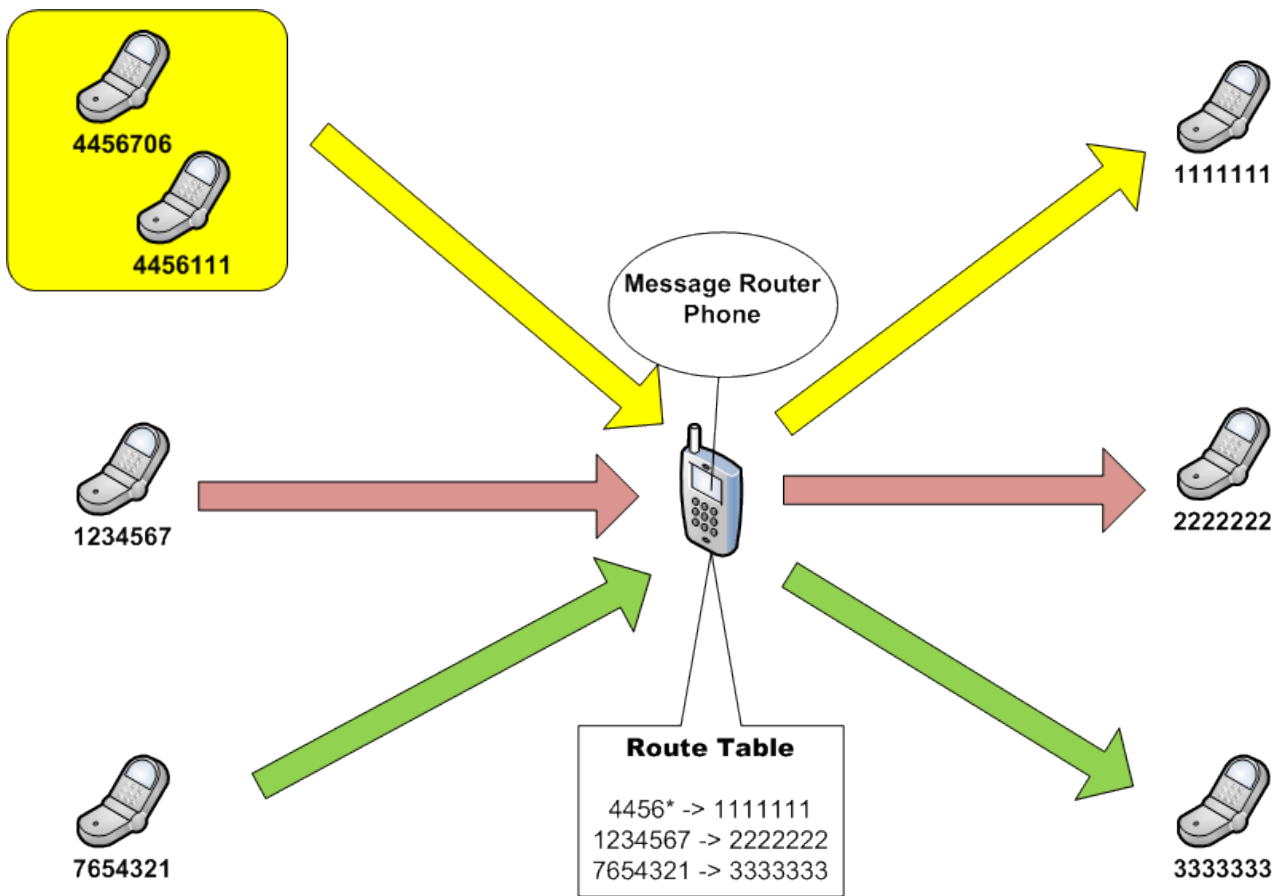 4456706
4456111
1111111
Message Router
Phone
1234567
2222222
7654321
3333333
Route Table
4456* -> 1111111
1234567 -> 2222222
7654321 -> 3333333